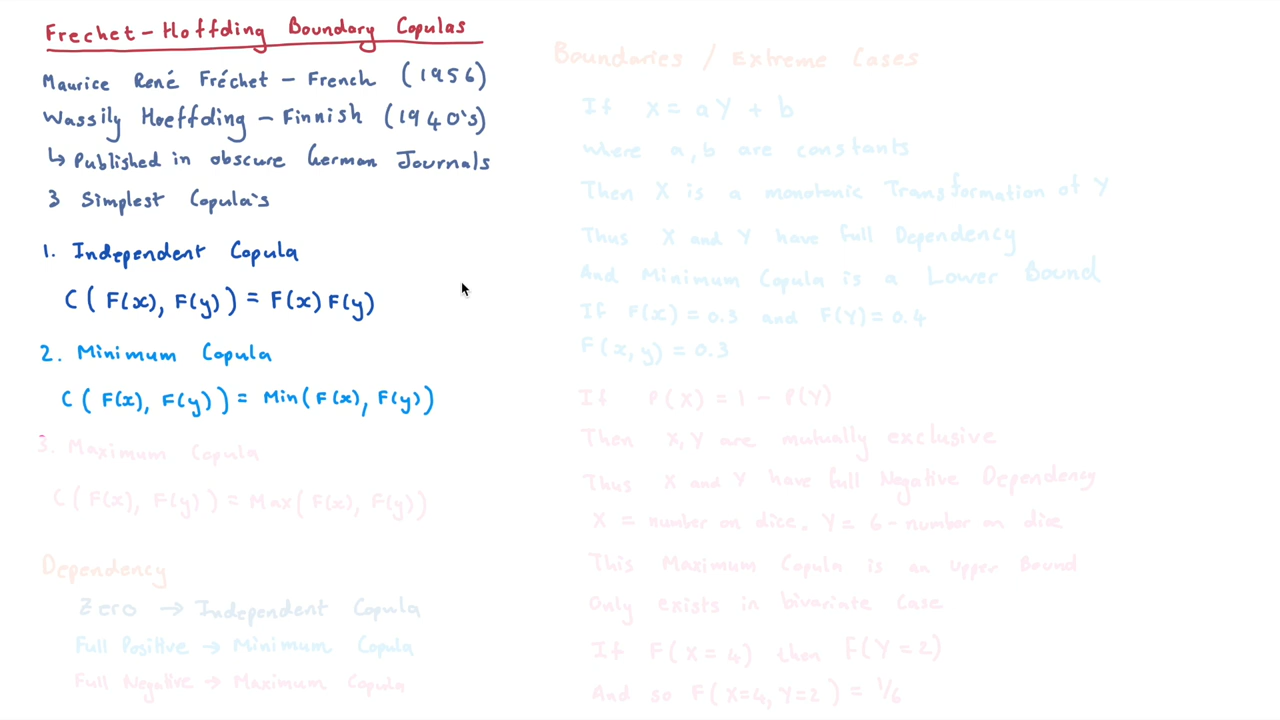 Frechet-Hoffding Boundary Copulas
Maurice René Fréchet - French (1956)
Wassily Hoeffding - Finnish (1940's)
↳ Published in obscure German Journals
3 Simplest Copula's
1. Independent Copula
C(F(x), F(y)) = F(x) F(y)
2. Minimum Copula
C(F(x), F(y)) = Min(F(x), F(y))
3. Maximum Copula
C(F(x), F(y)) = Max(F(x), F(y))
Dependency
Zero → Independent Copula
Full Positive → Minimum Copula
Full Negative → Maximum Copula
Boundaries / Extreme Cases
If X = aY + b
where a, b are constants
Then X is a monotonic Transformation of Y
Thus X and Y have full Dependency
And Minimum Copula is a Lower Bound
If F(x) = 0.3 and F(Y) = 0.4
F(x, y) = 0.3
If P(X) = 1 - P(Y)
Then X, Y are mutually exclusive
Thus X and Y have full Negative Dependency
X = number on dice. Y = 6 - number on dice
This Maximum Copula is an Upper Bound
Only exists in bivariate Case
If F(X = 4) then F(Y = 2)
And so F(X=4, Y=2) = 1/6